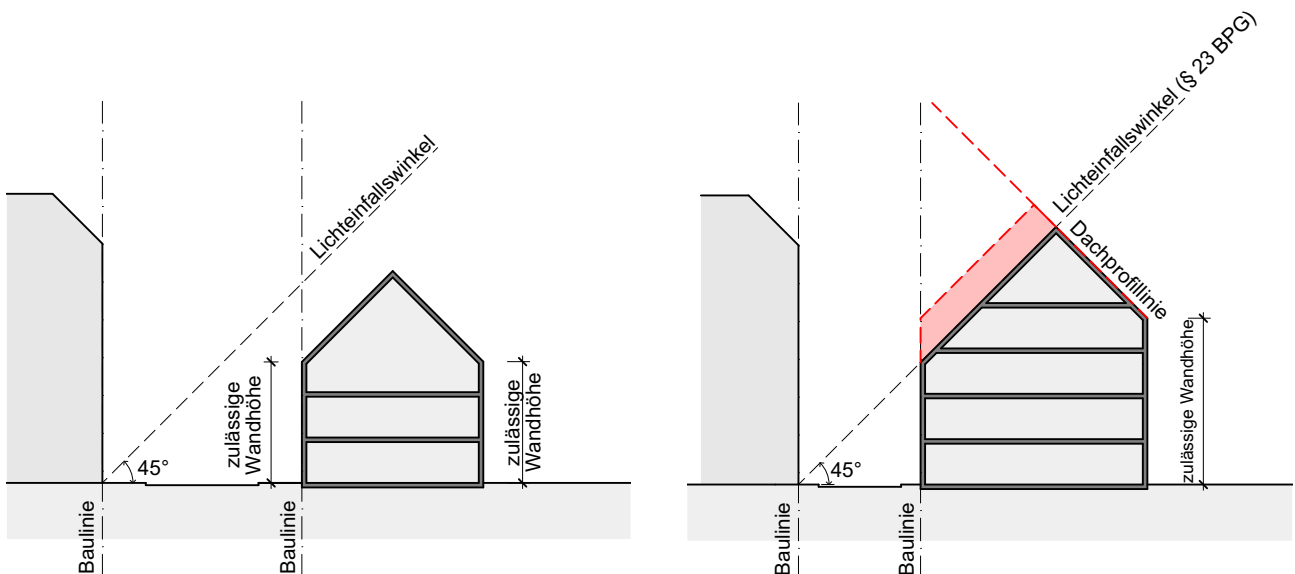 Lichteinfallswinkel
zulässige
Wandhöhe
zulässige
Wandhöhe
45°
Baulinie
Baulinie
Lichteinfallswinkel (§ 23 BPG)
Dachprofillinie
zulässige Wandhöhe
45°
Baulinie
Baulinie